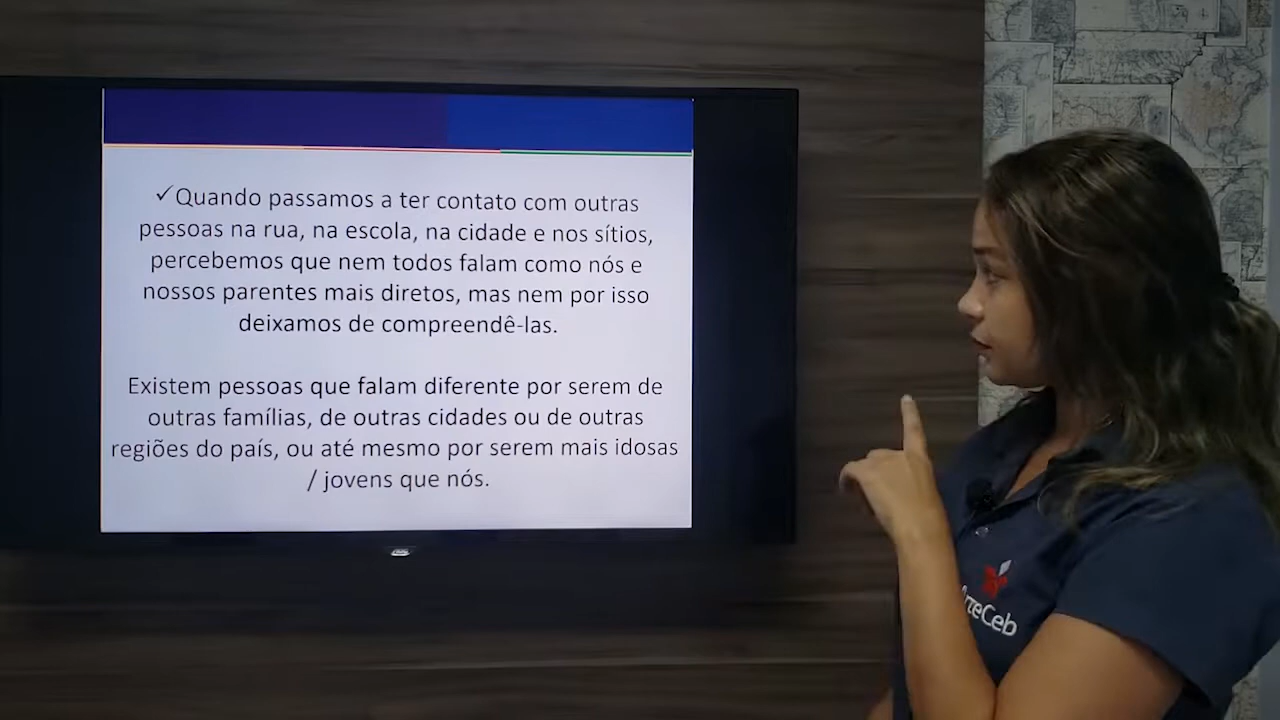 ✓Quando passamos a ter contato com outras
pessoas na rua, na escola, na cidade e nos sítios,
percebemos que nem todos falam como nós e
nossos parentes mais diretos, mas nem por isso
deixamos de compreendê-las.
Existem pessoas que falam diferente por serem de
outras famílias, de outras cidades ou de outras
regiões do país, ou até mesmo por serem mais idosas
/ jovens que nós.